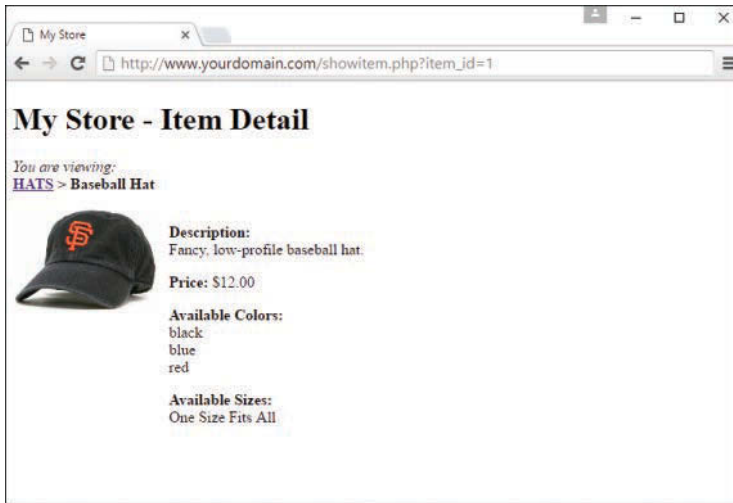 My Store
http://www.yourdomain.com/showitem.php?item_id=1
My Store - Item Detail
You are viewing:
HATS > Baseball Hat
SF
Description:
Fancy, low-profile baseball hat.
Price: $12.00
Available Colors:
black
blue
red
Available Sizes:
One Size Fits All